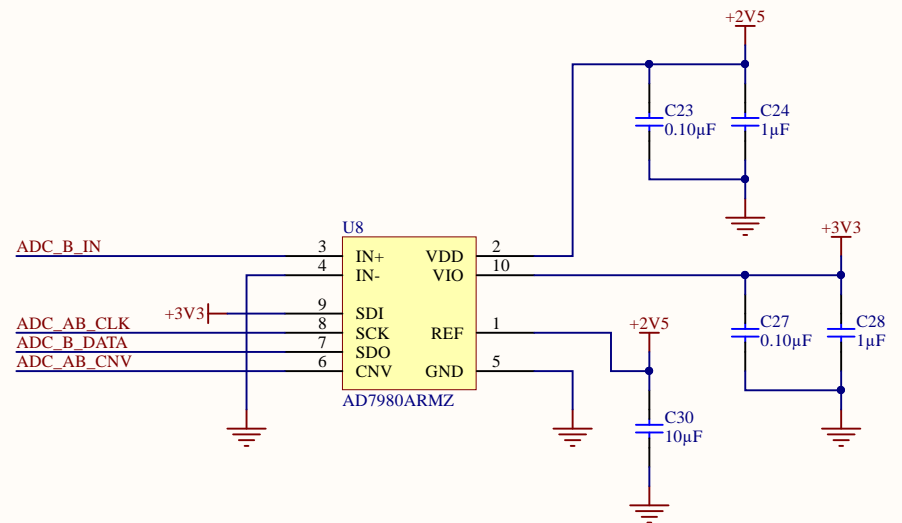 +2V5
C23
0.10µF
C24
1µF
U8
ADC_B_IN
3
IN+
VDD
2
4
IN-
VIO
10
+3V3
+3V3
9
SDI
ADC_AB_CLK
8
SCK
REF
1
+2V5
C27
0.10µF
C28
1µF
ADC_B_DATA
7
SDO
ADC_AB_CNV
6
CNV
GND
5
AD7980ARMZ
C30
10µF